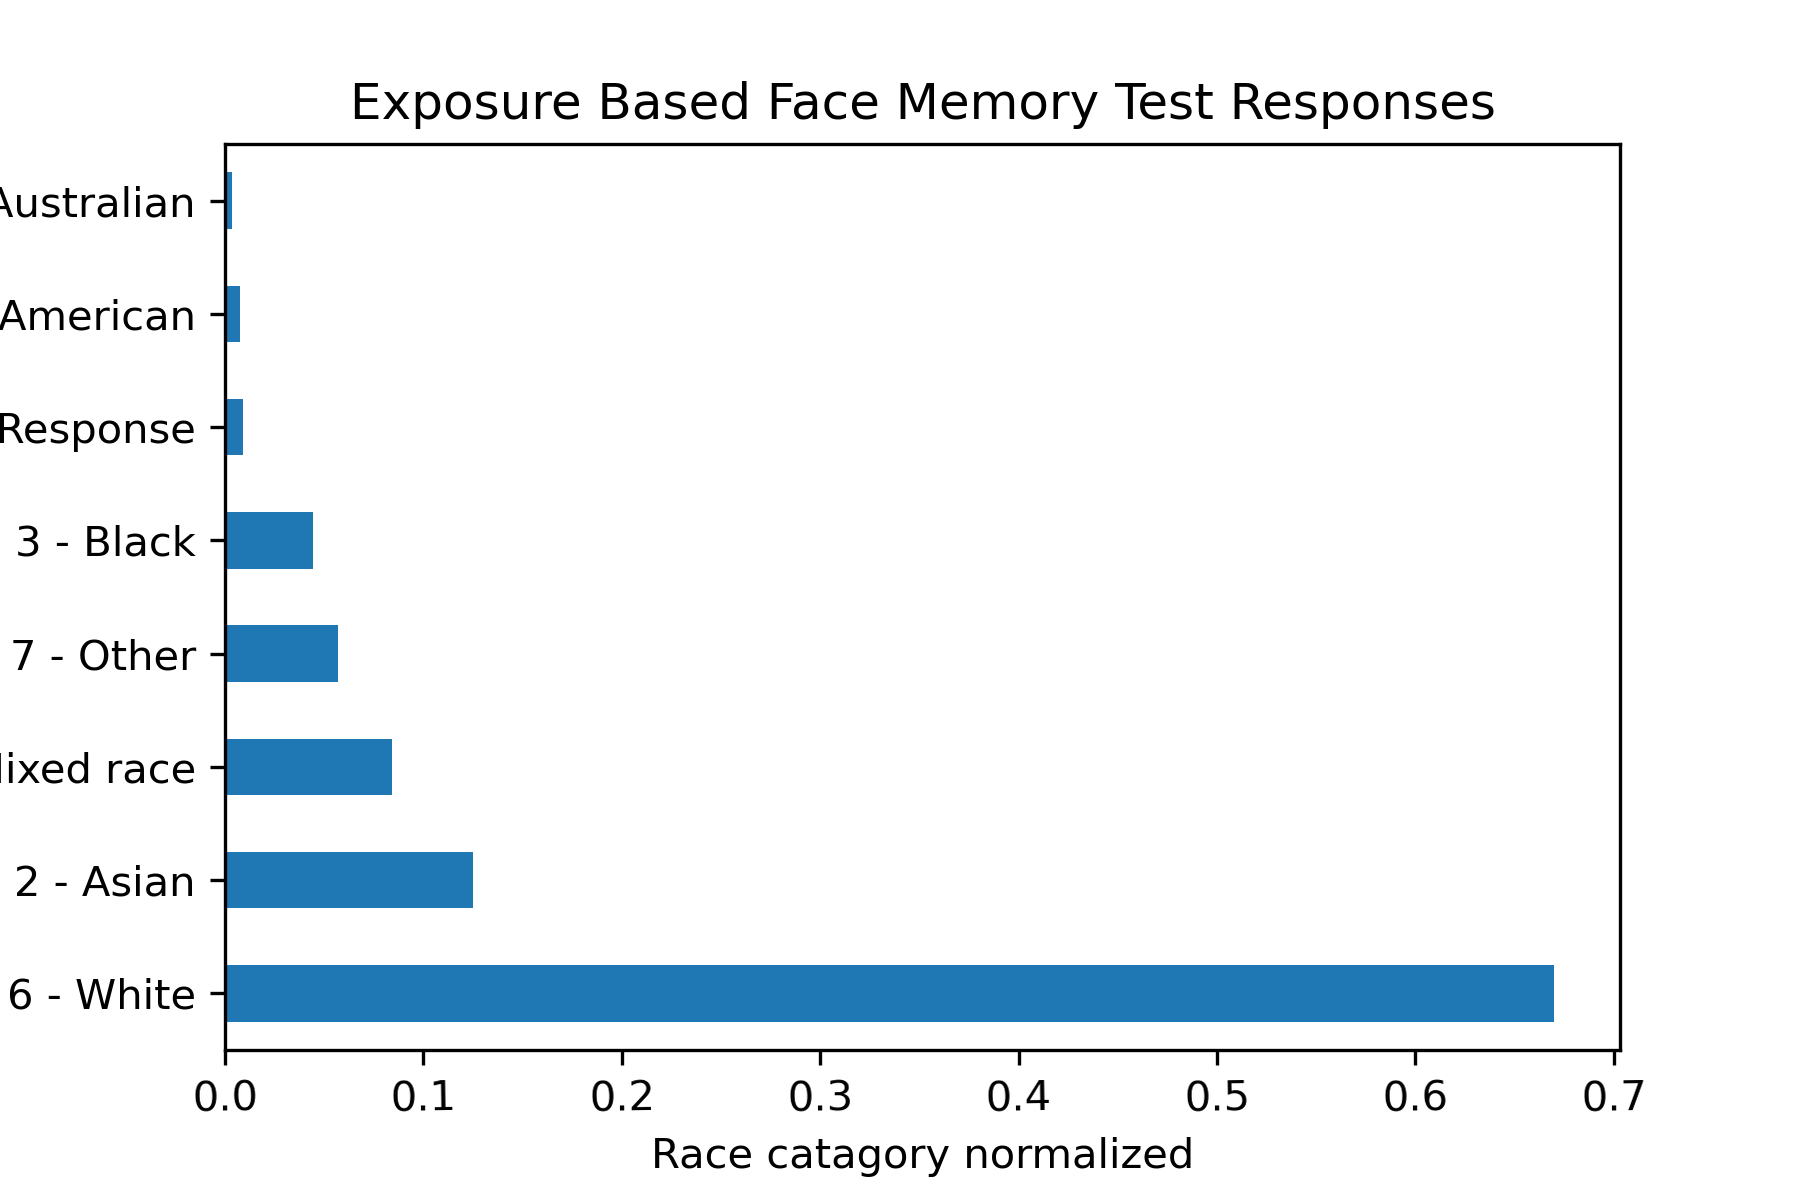 Exposure Based Face Memory Test Responses
Australian
American
Response
3 - Black
7 - Other
ixed race
2 - Asian
6 - White
0.0 0.1 0.2 0.3 0.4 0.5 0.6 0.7
Race catagory normalized